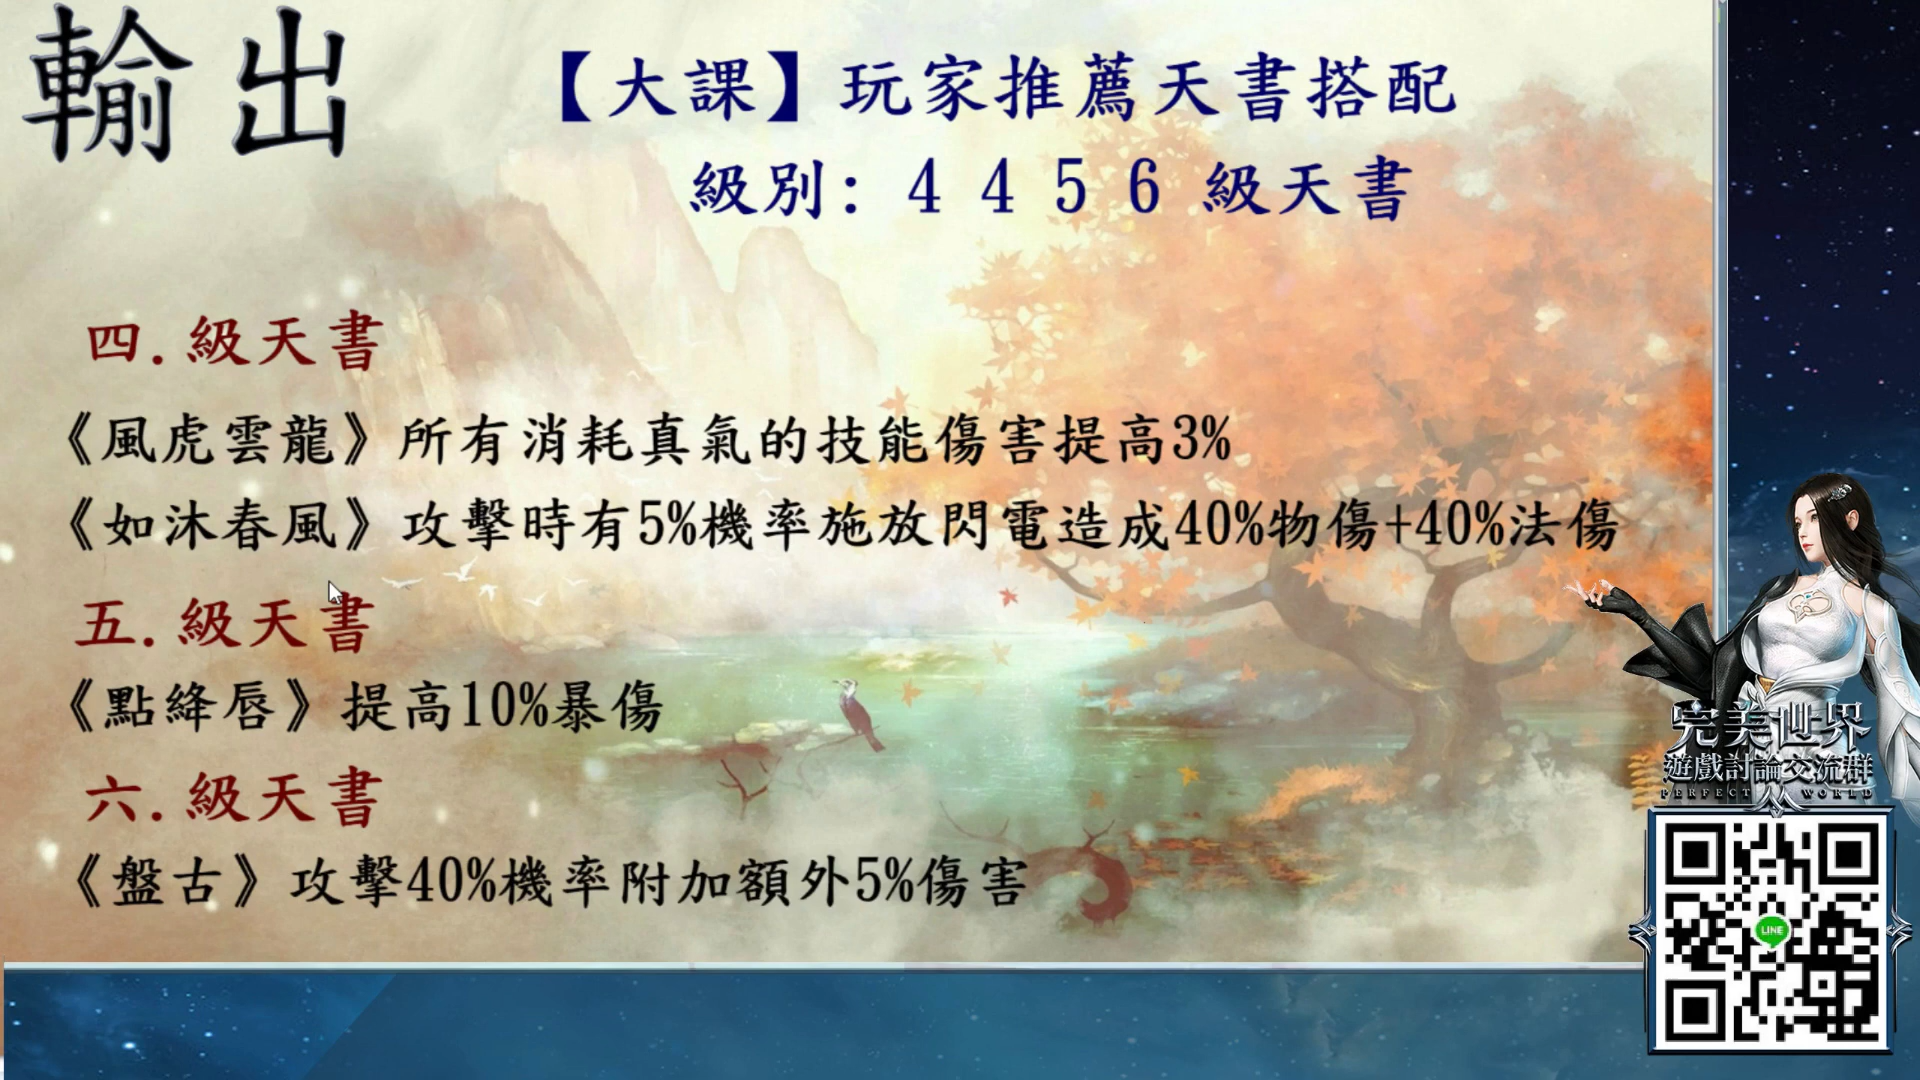 輸出
【大課】玩家推薦天書搭配
級別：4 4 5 6 級天書
四.級天書
《風虎雲龍》所有消耗真氣的技能傷害提高3%
《如沐春風》攻擊時有5%機率施放閃電造成40%物傷+40%法傷
五.級天書
《點絳唇》提高10%暴傷
六.級天書
《盤古》攻擊40%機率附加額外5%傷害
完美世界
遊戲討論交流群
PERFECT WORLD
LINE